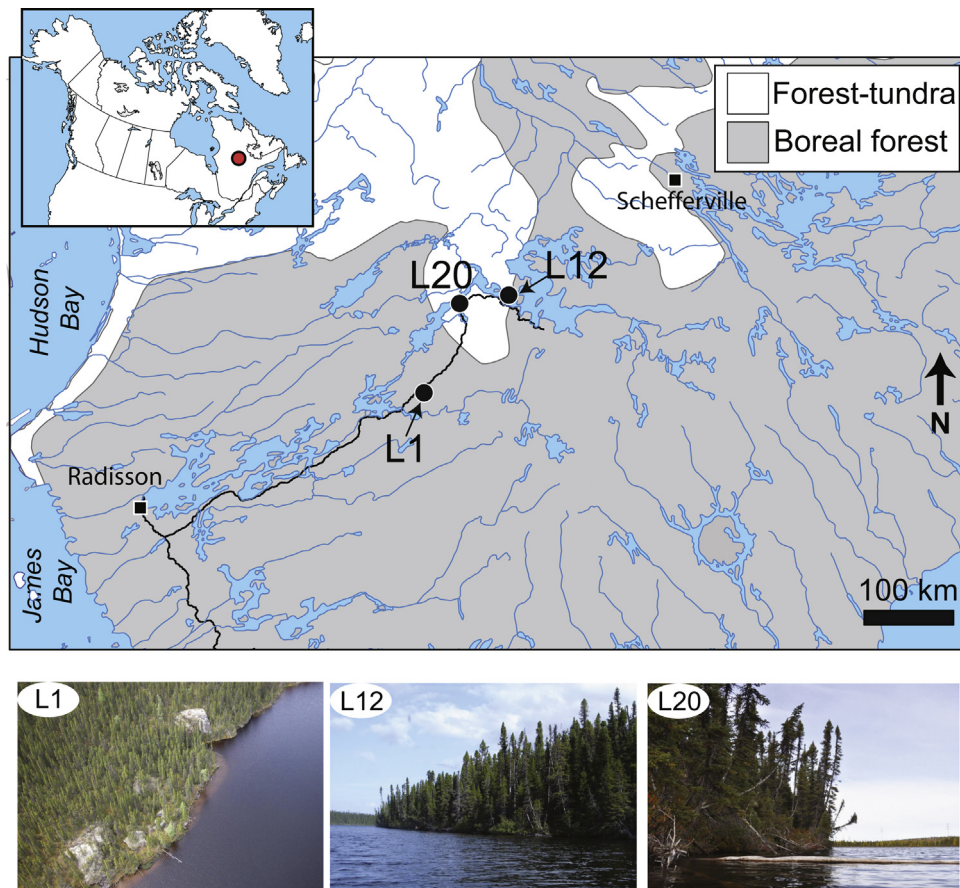 Forest-tundra
Boreal forest
Schefferville
L20
L12
Hudson
Bay
N
L1
Radisson
James
Bay
100 km
L1
L12
L20